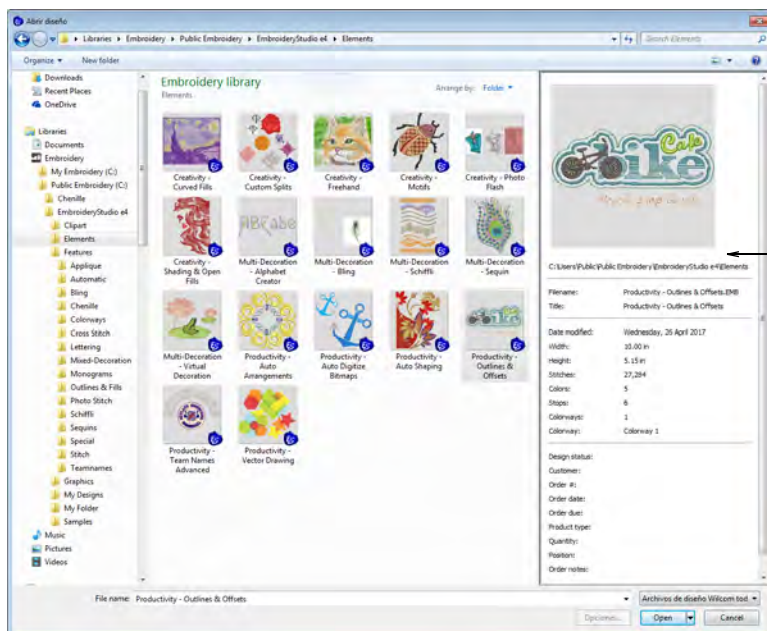 Abrir diseño
Libraries ▸ Embroidery ▸ Public Embroidery ▸ EmbroideryStudio e4 ▸ Elements
Search Elements
Organize
New folder
Downloads
Recent Places
OneDrive
Libraries
Documents
Embroidery
My Embroidery (C:)
Public Embroidery (C:)
Chenille
EmbroideryStudio e4
Clipart
Elements
Features
Applique
Automatic
Bling
Chenille
Colorways
Cross Stitch
Lettering
Mixed-Decoration
Monograms
Outlines & Fills
Photo Stitch
Schiffli
Sequins
Special
Stitch
Teamnames
Graphics
My Designs
My Folder
Samples
Music
Pictures
Videos
Embroidery library
Elements
Arrange by: Folder
Creativity - Curved Fills
Creativity - Custom Splits
Creativity - Freehand
Creativity - Motifs
Creativity - Photo Flash
Creativity - Shading & Open Fills
ABCabc
Multi-Decoration - Alphabet Creator
Multi-Decoration - Bling
Multi-Decoration - Schiffli
Multi-Decoration - Sequin
Multi-Decoration - Virtual Decoration
Productivity - Auto Arrangements
Productivity - Auto Digitize Bitmaps
Productivity - Auto Shaping
Productivity - Outlines & Offsets
Productivity - Team Names Advanced
Productivity - Vector Drawing
bike Cafe
C:\Users\Public\Public Embroidery\EmbroideryStudio e4\Elements
Filename: Productivity - Outlines & Offsets.EMB
Title: Productivity - Outlines & Offsets
Date modified: Wednesday, 26 April 2017
Width: 10.00 in
Height: 5.15 in
Stitches: 27,284
Colors: 5
Stops: 6
Colorways: 1
Colorway: Colorway 1
Design status:
Customer:
Order #:
Order date:
Order due:
Product type:
Quantity:
Position:
Order notes:
File name: Productivity - Outlines & Offsets
Archivos de diseño Wilcom tod
Opciones...
Open
Cancel